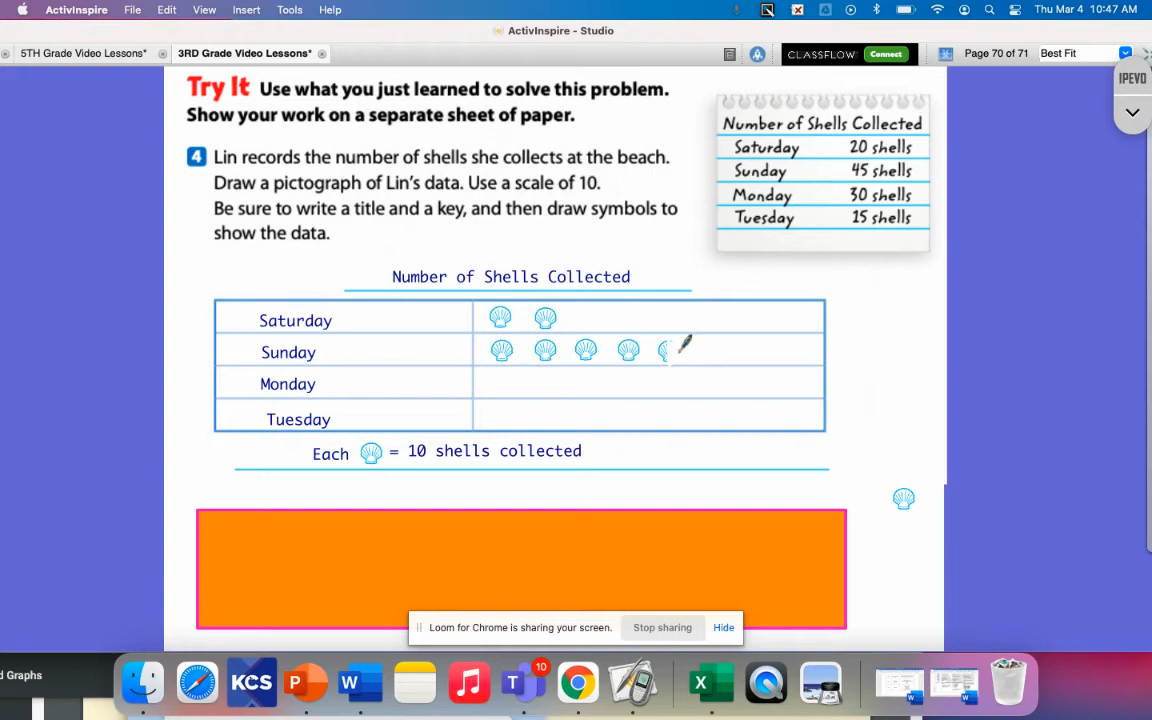 ActivInspire File Edit View Insert Tools Help Thu Mar 4 10:47 AM
ActivInspire - Studio
5TH Grade Video Lessons* 3RD Grade Video Lessons* CLASSFLOW Connect Page 70 of 71 Best Fit
IPEVO
Try It Use what you just learned to solve this problem.
Show your work on a separate sheet of paper.
4 Lin records the number of shells she collects at the beach.
Draw a pictograph of Lin's data. Use a scale of 10.
Be sure to write a title and a key, and then draw symbols to
show the data.
Number of Shells Collected
Saturday 20 shells
Sunday 45 shells
Monday 30 shells
Tuesday 15 shells
Number of Shells Collected
Saturday
Sunday
Monday
Tuesday
Each = 10 shells collected
Loom for Chrome is sharing your screen. Stop sharing Hide
d Graphs
KCS
P
W
T
10
X